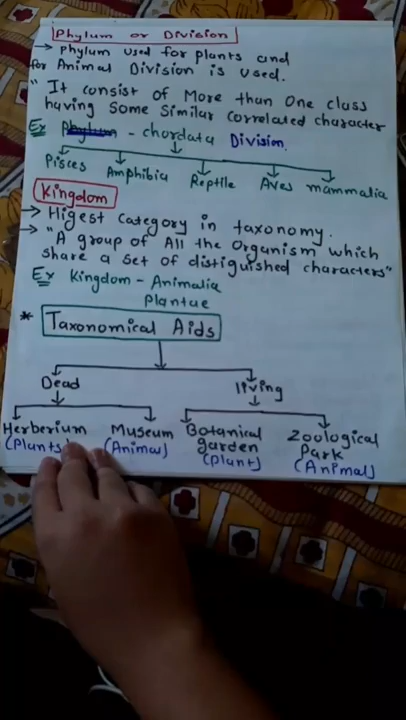 Phylum or Division
→ Phylum used for plants and
for Animal Division is used.
" It consist of More than One class
having Some Similar Correlated character
Ex - chordata Division.
Pisces Amphibia Reptile Aves mammalia
Kingdom
→ Higest Category in taxonomy.
→ " A group of All the Organism which
share a set of distiguished characters"
Ex Kingdom - Animalia
Plantae
* Taxonomical Aids
Dead living
Herberium Museum Botanical Zoological
(Plants) (Animal) garden Park
(Plant) (Animal)